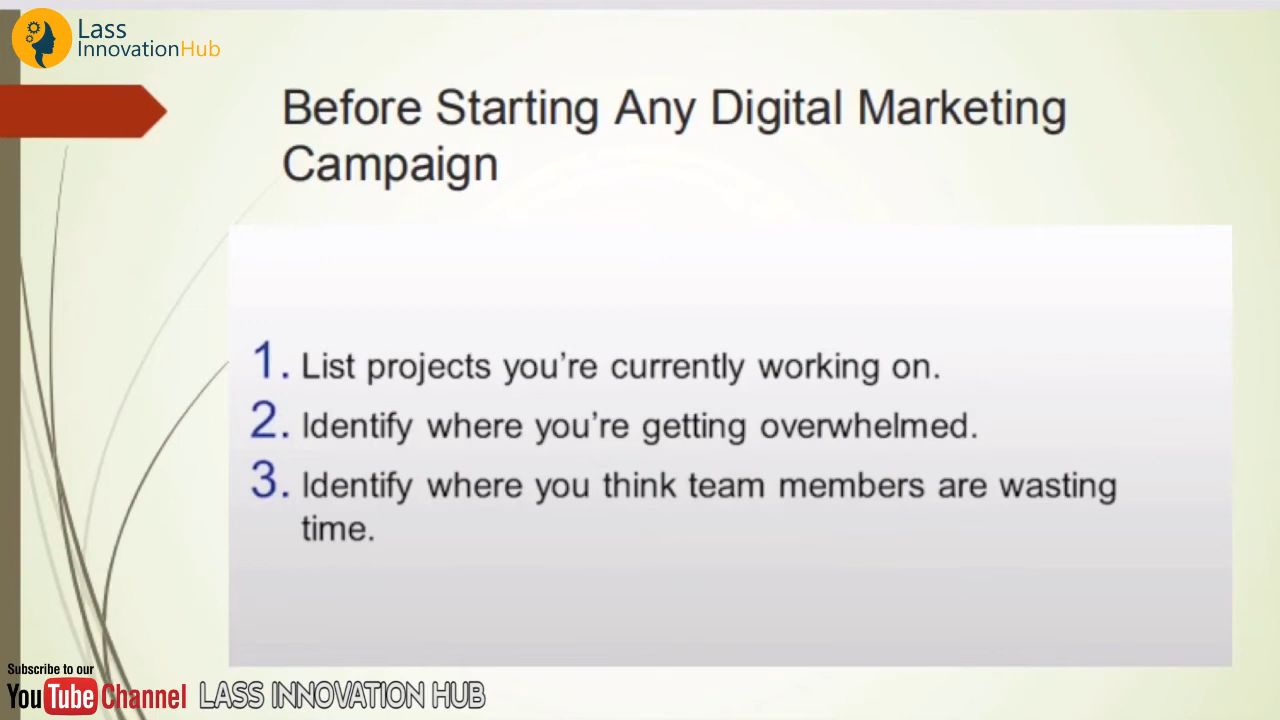 Lass
InnovationHub
Before Starting Any Digital Marketing
Campaign
1. List projects you're currently working on.
2. Identify where you're getting overwhelmed.
3. Identify where you think team members are wasting
time.
Subscribe to our
YouTube Channel LASS INNOVATION HUB